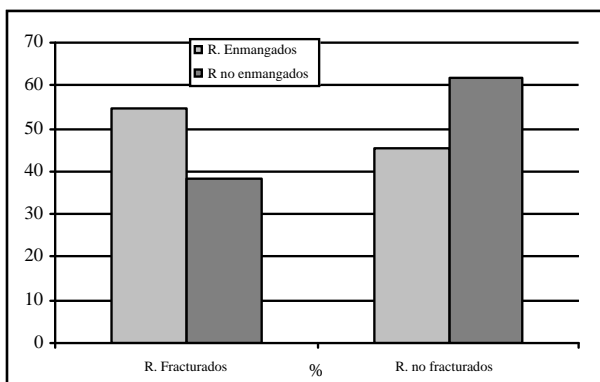 70
60
50
40
30
20
10
0
R. Enmangados
R no enmangados
R. Fracturados
%
R. no fracturados